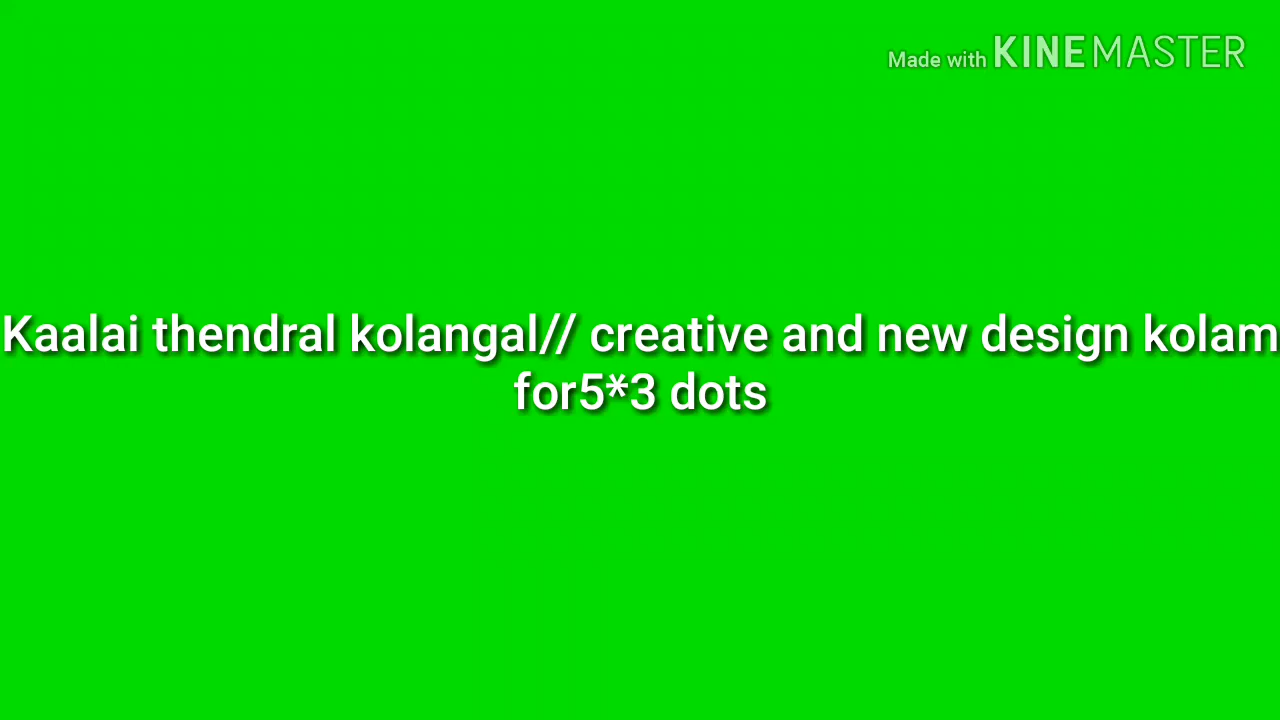 Made with KINEMASTER
Kaalai thendral kolangal// creative and new design kolam
for5*3 dots